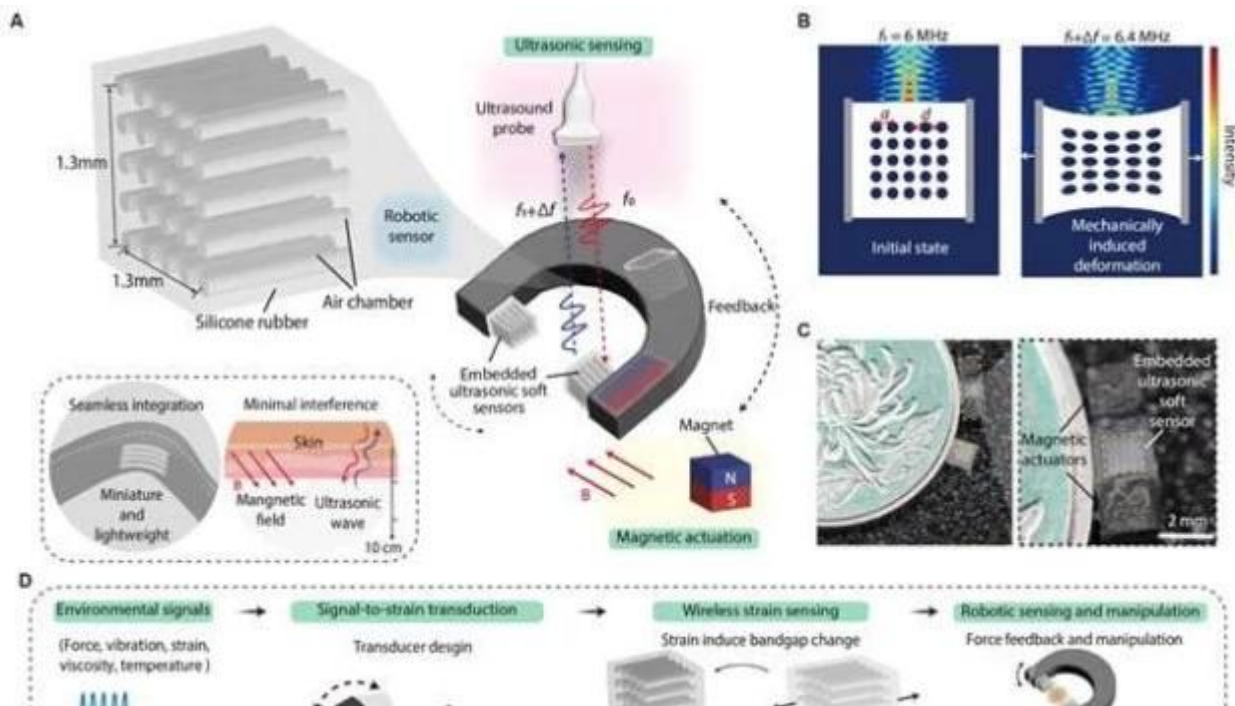 A
Ultrasonic sensing
Ultrasound
probe
1.3mm
1.3mm
Robotic
sensor
Air chamber
Silicone rubber
f₁+Δf
f₀
Feedback
Embedded
ultrasonic soft
sensors
Magnet
N
S
B
Magnetic actuation
Seamless integration
Miniature
and
lightweight
Minimal interference
Skin
B
Mangnetic
field
Ultrasonic
wave
10 cm
B
Intensity
f₁ = 6 MHz
a
d
Initial state
f₁+Δf = 6.4 MHz
Mechanically
induced
deformation
C
Embedded
ultrasonic
soft
sensor
Magnetic
actuators
2 mm
D
Environmental signals
(Force, vibration, strain,
viscosity, temperature )
Signal-to-strain transduction
Transducer desgin
Wireless strain sensing
Strain induce bandgap change
Robotic sensing and manipulation
Force feedback and manipulation